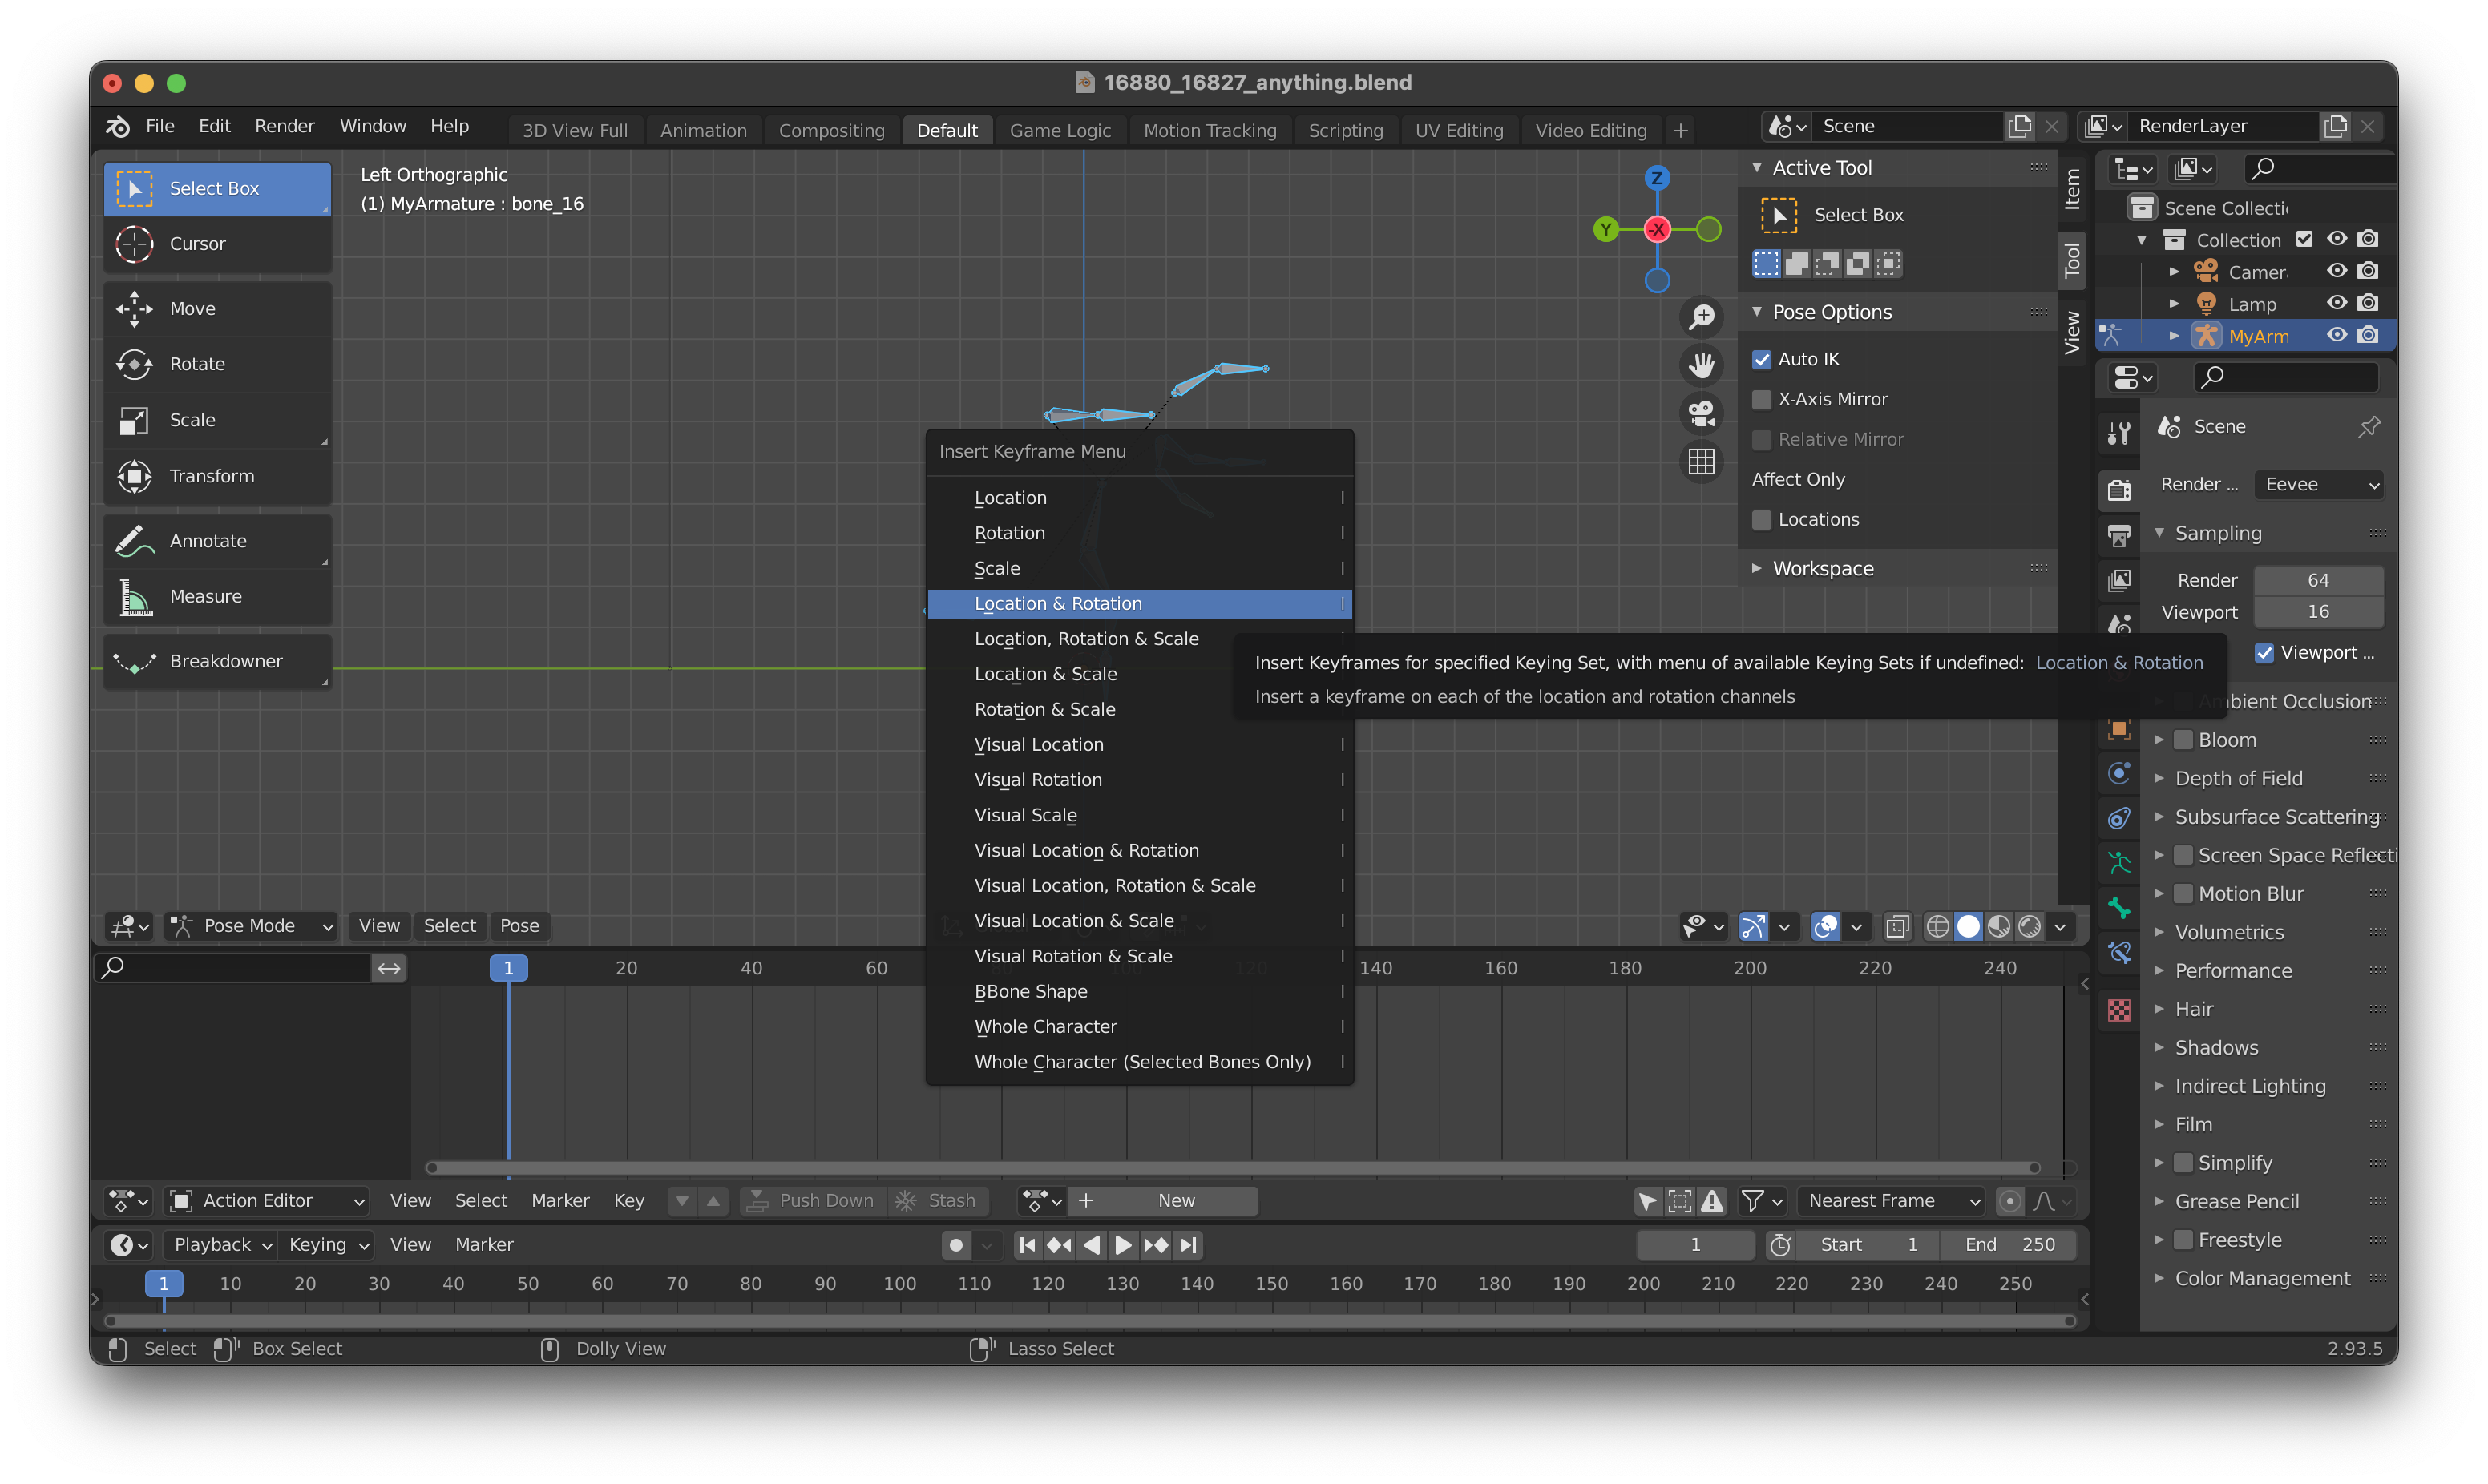 16880_16827_anything.blend
File Edit Render Window Help 3D View Full Animation Compositing Default Game Logic Motion Tracking Scripting UV Editing Video Editing + Scene RenderLayer
Select Box
Cursor
Move
Rotate
Scale
Transform
Annotate
Measure
Breakdowner
Left Orthographic
(1) MyArmature : bone_16
Z
Y
-X
Active Tool
Select Box
Pose Options
Auto IK
X-Axis Mirror
Relative Mirror
Affect Only
Locations
Workspace
Item
Tool
View
Insert Keyframe Menu
Location I
Rotation I
Scale I
Location & Rotation I
Location, Rotation & Scale
Location & Scale
Rotation & Scale
Visual Location I
Visual Rotation I
Visual Scale I
Visual Location & Rotation I
Visual Location, Rotation & Scale I
Visual Location & Scale I
Visual Rotation & Scale I
BBone Shape I
Whole Character I
Whole Character (Selected Bones Only) I
Insert Keyframes for specified Keying Set, with menu of available Keying Sets if undefined: Location & Rotation
Insert a keyframe on each of the location and rotation channels
Scene Collecti
Collection
Camer
Lamp
MyArm
Scene
Render ... Eevee
Sampling
Render 64
Viewport 16
Viewport ...
mbient Occlusion
Bloom
Depth of Field
Subsurface Scattering
Screen Space Reflecti
Motion Blur
Volumetrics
Performance
Hair
Shadows
Indirect Lighting
Film
Simplify
Grease Pencil
Freestyle
Color Management
Pose Mode View Select Pose
1 20 40 60 80 100 120 140 160 180 200 220 240
Action Editor View Select Marker Key Push Down Stash + New Nearest Frame
Playback Keying View Marker 1 Start 1 End 250
1 10 20 30 40 50 60 70 80 90 100 110 120 130 140 150 160 170 180 190 200 210 220 230 240 250
Select Box Select Dolly View Lasso Select 2.93.5